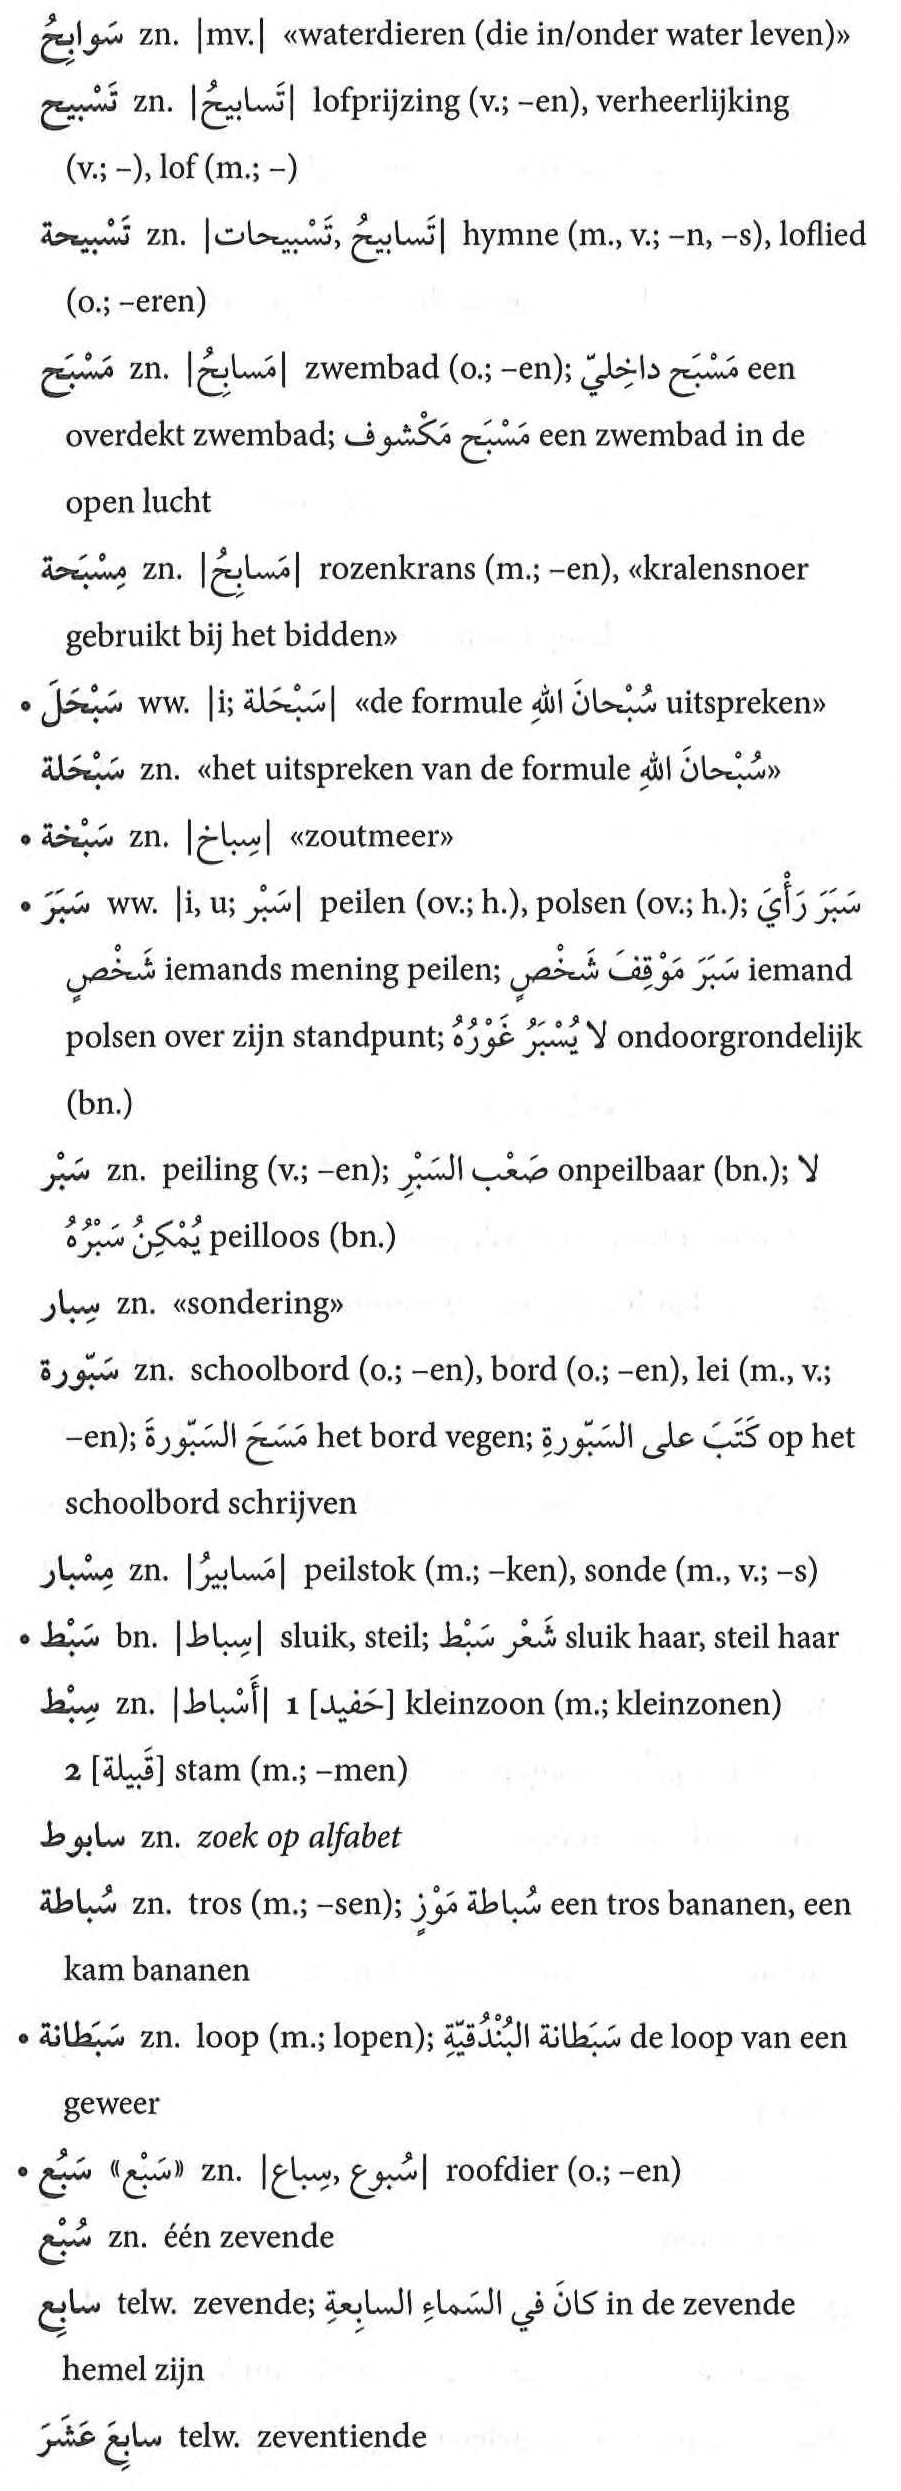 سَوابِحُ zn. |mv.| «waterdieren (die in/onder water leven)»
تَسْبيح zn. |تَسابيحُ| lofprijzing (v.; –en), verheerlijking
(v.; –), lof (m.; –)
تَسْبيحة zn. |تَسابيحُ, تَسْبيحات| hymne (m., v.; –n, –s), loflied
(o.; –eren)
مَسْبَح zn. |مَسابِحُ| zwembad (o.; –en); مَسْبَح داخِليّ een
overdekt zwembad; مَسْبَح مَكْشوف een zwembad in de
open lucht
مِسْبَحة zn. |مَسابِحُ| rozenkrans (m.; –en), «kralensnoer
gebruikt bij het bidden»
• سَبْحَلَ ww. |i; سَبْحَلة| «de formule سُبْحانَ اللهِ uitspreken»
سَبْحَلة zn. «het uitspreken van de formule سُبْحانَ اللهِ»
• سَبْخة zn. |سِباخ| «zoutmeer»
• سَبَرَ ww. |i, u; سَبْر| peilen (ov.; h.), polsen (ov.; h.); سَبَرَ رَأْيَ
شَخْصٍ iemands mening peilen; سَبَرَ مَوْقِفَ شَخْصٍ iemand
polsen over zijn standpunt; لا يُسْبَرُ غَوْرُهُ ondoorgrondelijk
(bn.)
سَبْر zn. peiling (v.; –en); صَعْب السَبْرِ onpeilbaar (bn.); لا
يُمْكِنُ سَبْرُهُ peilloos (bn.)
سِبار zn. «sondering»
سَبّورة zn. schoolbord (o.; –en), bord (o.; –en), lei (m., v.;
–en); مَسَحَ السَبّورةَ het bord vegen; كَتَبَ على السَبّورةِ op het
schoolbord schrijven
مِسْبار zn. |مَسابيرُ| peilstok (m.; –ken), sonde (m., v.; –s)
• سَبْط bn. |سِباط| sluik, steil; شَعْر سَبْط sluik haar, steil haar
سِبْط zn. |أَسْباط| 1 [حَفيد] kleinzoon (m.; kleinzonen)
2 [قَبيلة] stam (m.; –men)
سابوط zn. zoek op alfabet
سُباطة zn. tros (m.; –sen); سُباطة مَوْزٍ een tros bananen, een
kam bananen
• سَبَطانة zn. loop (m.; lopen); سَبَطانة البُنْدُقيّةِ de loop van een
geweer
• سَبُع «سَبْع» zn. |سُبوع, سِباع| roofdier (o.; –en)
سُبْع zn. één zevende
سابِع telw. zevende; كانَ في السَماءِ السابِعةِ in de zevende
hemel zijn
سابِعَ عَشَرَ telw. zeventiende